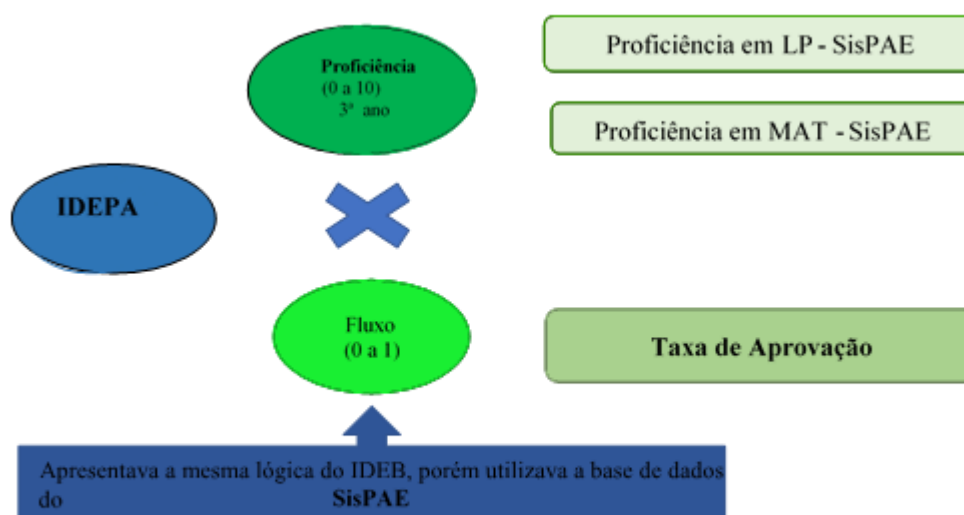 Proficiência em LP - SisPAE
Proficiência
(0 a 10)
3ª ano
Proficiência em MAT - SisPAE
IDEPA
Fluxo
(0 a 1)
Taxa de Aprovação
Apresentava a mesma lógica do IDEB, porém utilizava a base de dados
do SisPAE